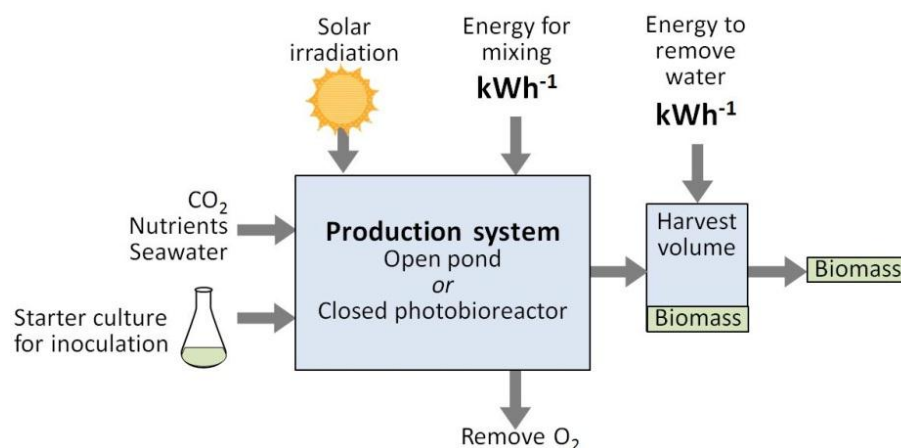 Solar
irradiation
Energy for
mixing
kWh⁻¹
Energy to
remove
water
kWh⁻¹
CO₂
Nutrients
Seawater
Starter culture
for inoculation
Production system
Open pond
or
Closed photobioreactor
Harvest
volume
Biomass
Biomass
Remove O₂